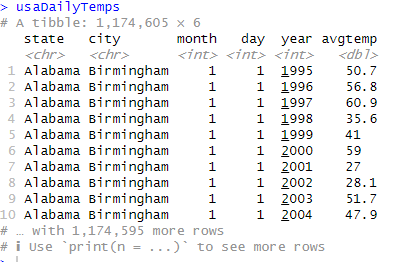 > usaDailyTemps
# A tibble: 1,174,605 × 6
state city month day year avgtemp
<chr> <chr> <int> <int> <int> <dbl>
1 Alabama Birmingham 1 1 1995 50.7
2 Alabama Birmingham 1 1 1996 56.8
3 Alabama Birmingham 1 1 1997 60.9
4 Alabama Birmingham 1 1 1998 35.6
5 Alabama Birmingham 1 1 1999 41
6 Alabama Birmingham 1 1 2000 59
7 Alabama Birmingham 1 1 2001 27
8 Alabama Birmingham 1 1 2002 28.1
9 Alabama Birmingham 1 1 2003 51.7
10 Alabama Birmingham 1 1 2004 47.9
# … with 1,174,595 more rows
# ℹ Use `print(n = ...)` to see more rows
>